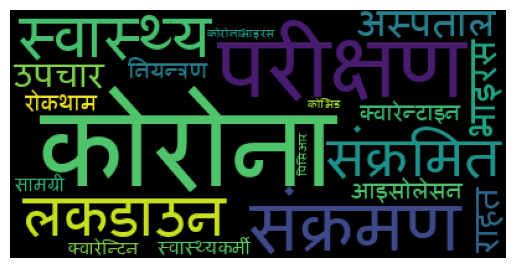 स्वास्थ्य
कोरोनाभाइरस
अस्पताल
परीक्षण
उपचार
नियन्त्रण
भाइरस
रोकथाम
कोभिड
क्वारेन्टाइन
कोरोना
पिसिआर
संक्रमित
सामग्री
आइसोलेसन
लकडाउन
संक्रमण
राहत
क्वारेन्टिन
स्वास्थ्यकर्मी